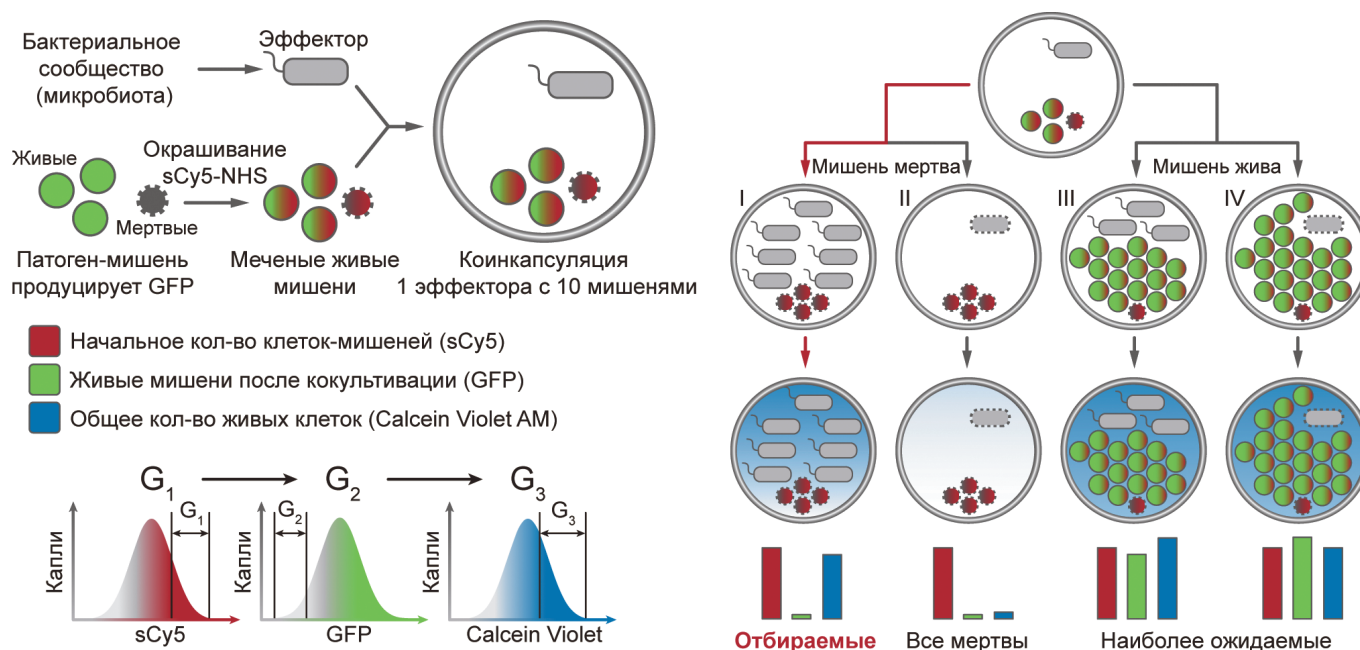 Бактериальное
сообщество
(микробиота)
Эффектор
Живые
Мертвые
Окрашивание
sCy5-NHS
Патоген-мишень
продуцирует GFP
Меченые живые
мишени
Коинкапсуляция
1 эффектора с 10 мишенями
Начальное кол-во клеток-мишеней (sCy5)
Живые мишени после кокультивации (GFP)
Общее кол-во живых клеток (Calcein Violet AM)
G1
G2
G3
Капли
G1
sCy5
Капли
G2
GFP
Капли
G3
Calcein Violet
Мишень мертва
Мишень жива
I
II
III
IV
Отбираемые
Все мертвы
Наиболее ожидаемые